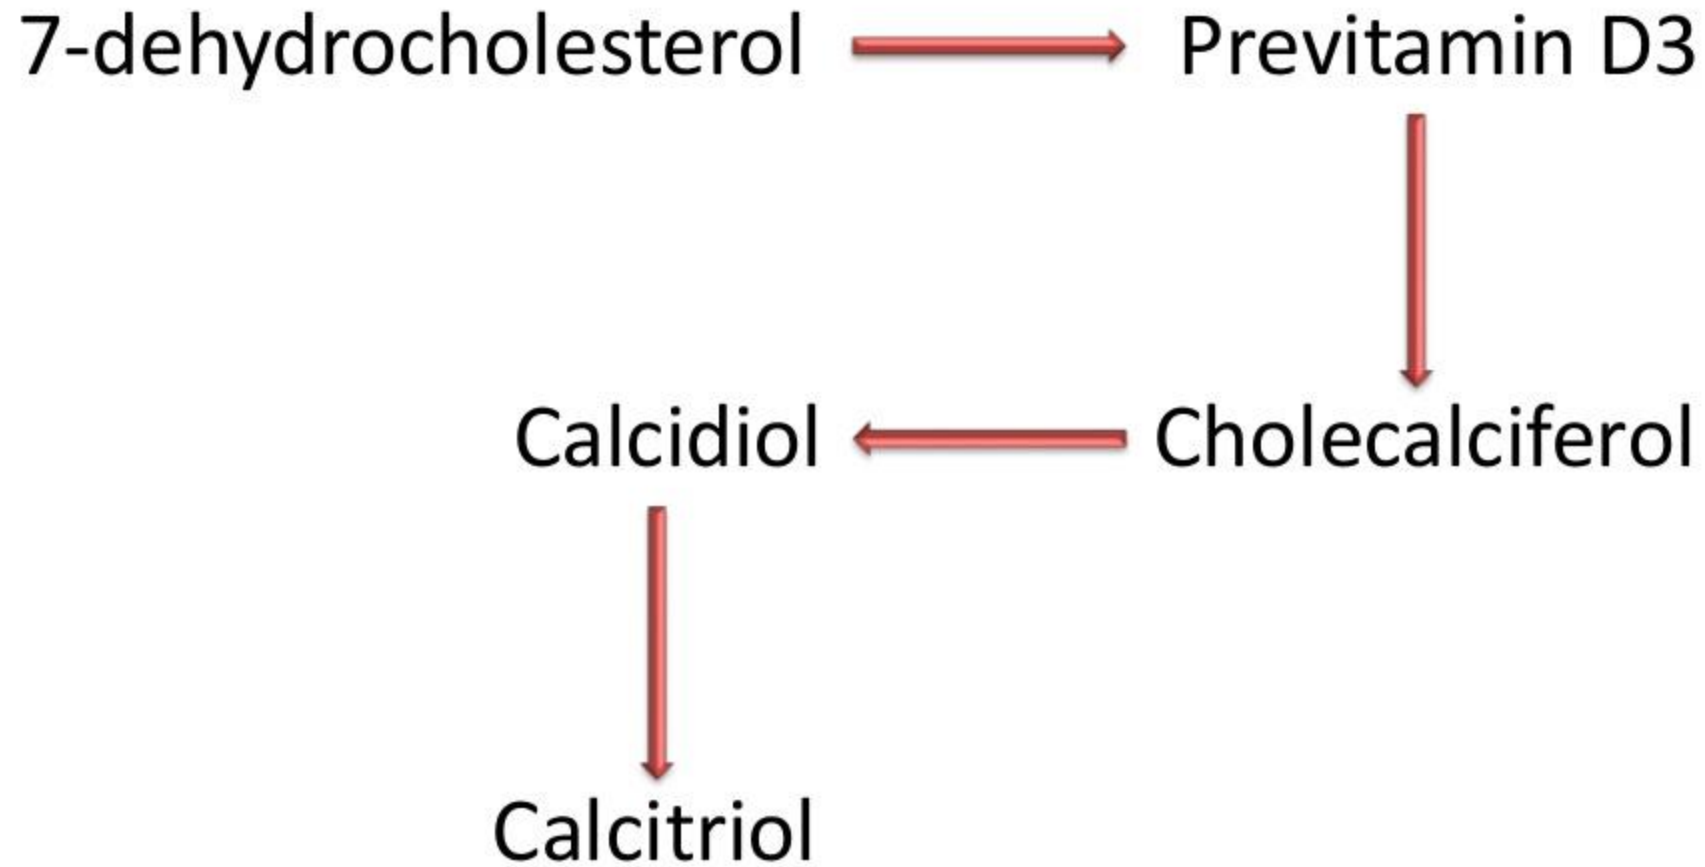 7-dehydrocholesterol
Previtamin D3
Cholecalciferol
Calcidiol
Calcitriol